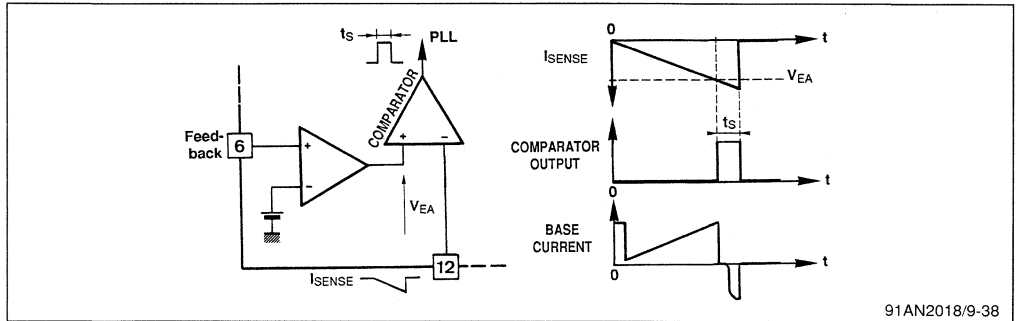 tS
PLL
COMPARATOR
+
−
Feed-
back
6
+
−
VEA
12
ISENSE
0
t
ISENSE
VEA
tS
COMPARATOR
OUTPUT
t
0
BASE
CURRENT
t
0
91AN2018/9-38